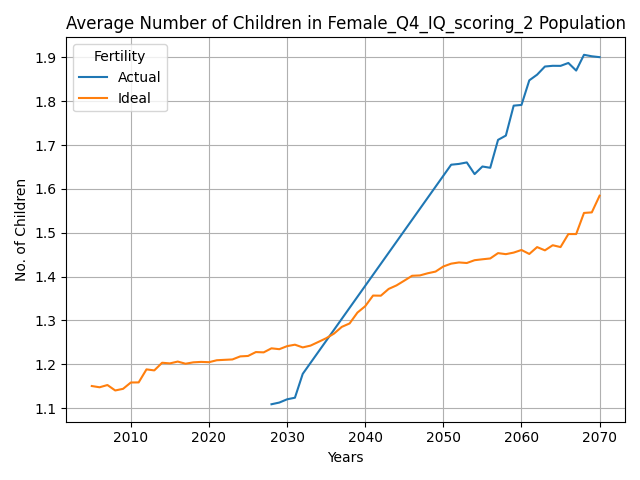 Average Number of Children in Female_Q4_IQ_scoring_2 Population
Fertility
Actual
Ideal
No. of Children
1.9
1.8
1.7
1.6
1.5
1.4
1.3
1.2
1.1
2010 2020 2030 2040 2050 2060 2070
Years